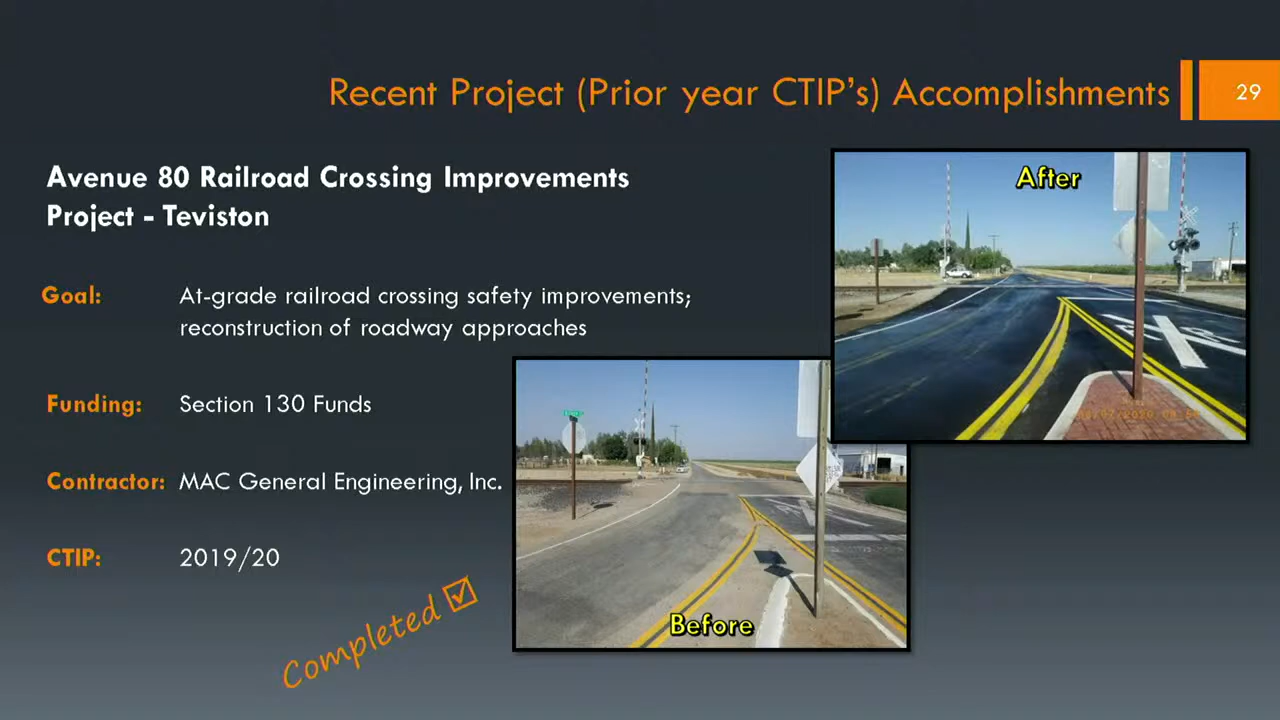 Recent Project (Prior year CTIP's) Accomplishments
29
Avenue 80 Railroad Crossing Improvements
Project - Teviston
Goal: At-grade railroad crossing safety improvements;
reconstruction of roadway approaches
Funding: Section 130 Funds
Contractor: MAC General Engineering, Inc.
CTIP: 2019/20
Completed ☑
After
Before